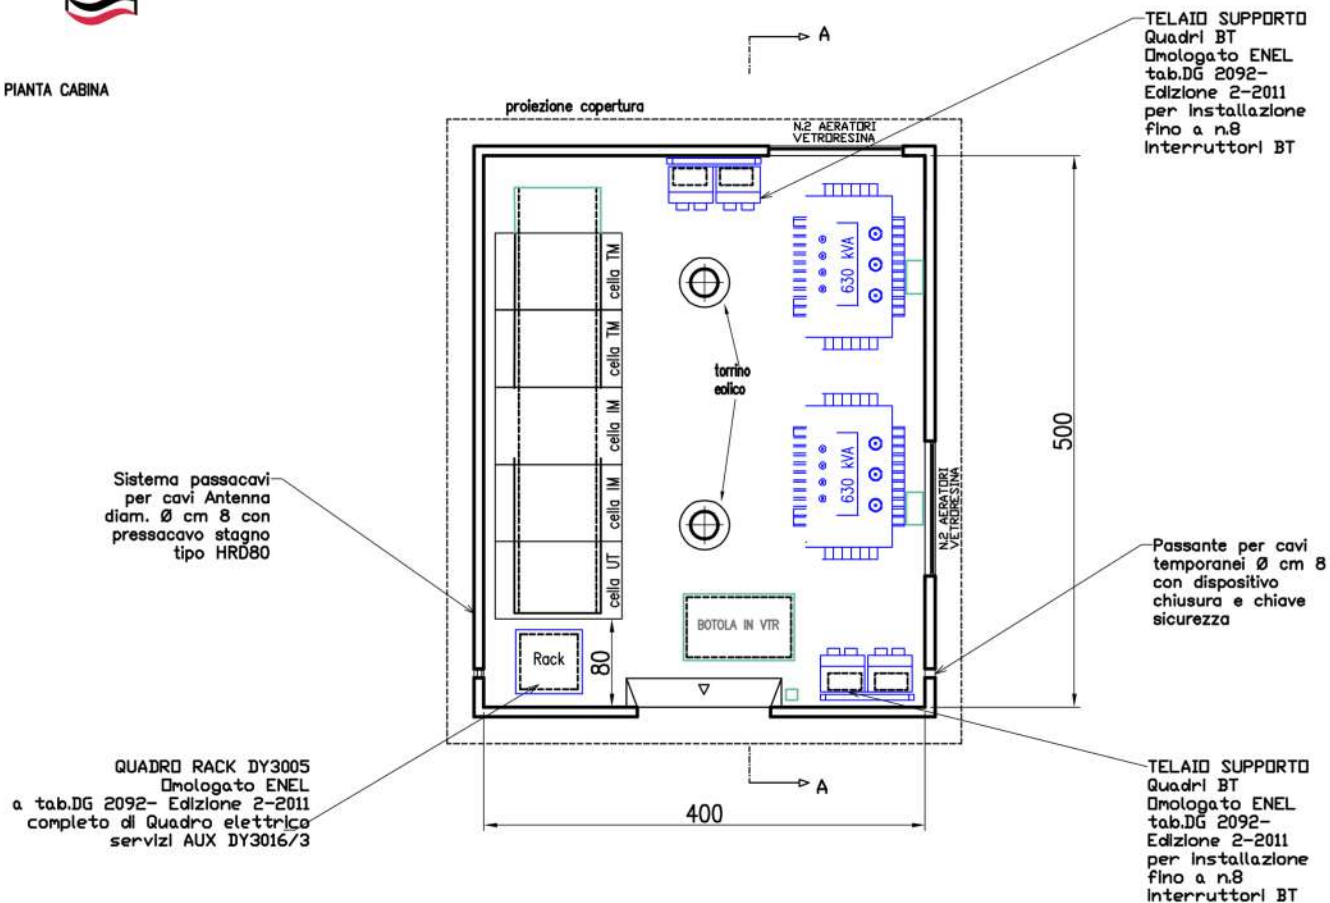 PIANTA CABINA
proiezione copertura
A
TELAIO SUPPORTO
Quadri BT
Omologato ENEL
tab.DG 2092-
Edizione 2-2011
per installazione
fino a n.8
interruttori BT
N.2 AERATORI
VETRORESINA
630 kVA
cella TM
cella TM
cella IM
cella IM
cella UT
torrino
eolico
630 kVA
500
N.2 AERATORI
VETRORESINA
Sistema passacavi
per cavi Antenna
diam. Ø cm 8 con
pressacavo stagno
tipo HRD80
Passante per cavi
temporanei Ø cm 8
con dispositivo
chiusura e chiave
sicurezza
BOTOLA IN VTR
Rack
80
QUADRO RACK DY3005
Omologato ENEL
a tab.DG 2092- Edizione 2-2011
completo di Quadro elettrico
servizi AUX DY3016/3
A
400
TELAIO SUPPORTO
Quadri BT
Omologato ENEL
tab.DG 2092-
Edizione 2-2011
per installazione
fino a n.8
interruttori BT